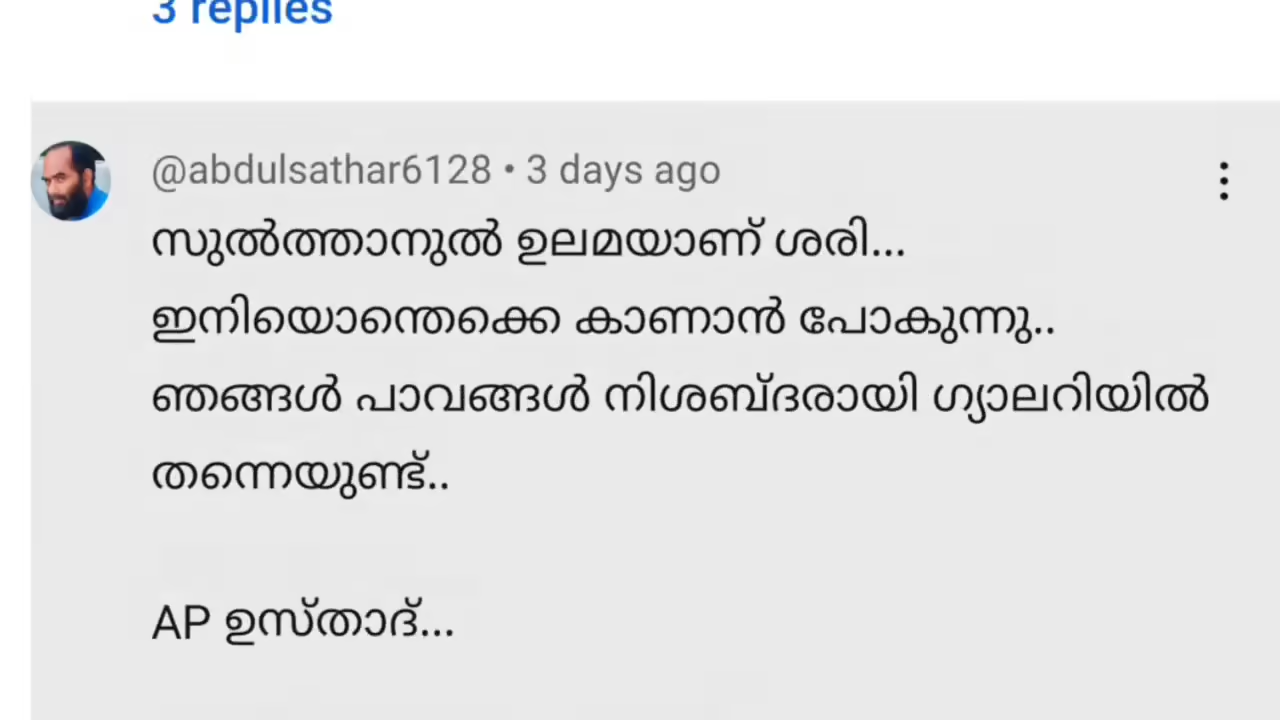 3 replies
@abdulsathar6128 • 3 days ago
സുൽത്താനുൽ ഉലമയാണ് ശരി...
ഇനിയൊന്തെക്കെ കാണാൻ പോകുന്നു..
ഞങ്ങൾ പാവങ്ങൾ നിശബ്ദരായി ഗ്യാലറിയിൽ
തന്നെയുണ്ട്..
AP ഉസ്താദ്...